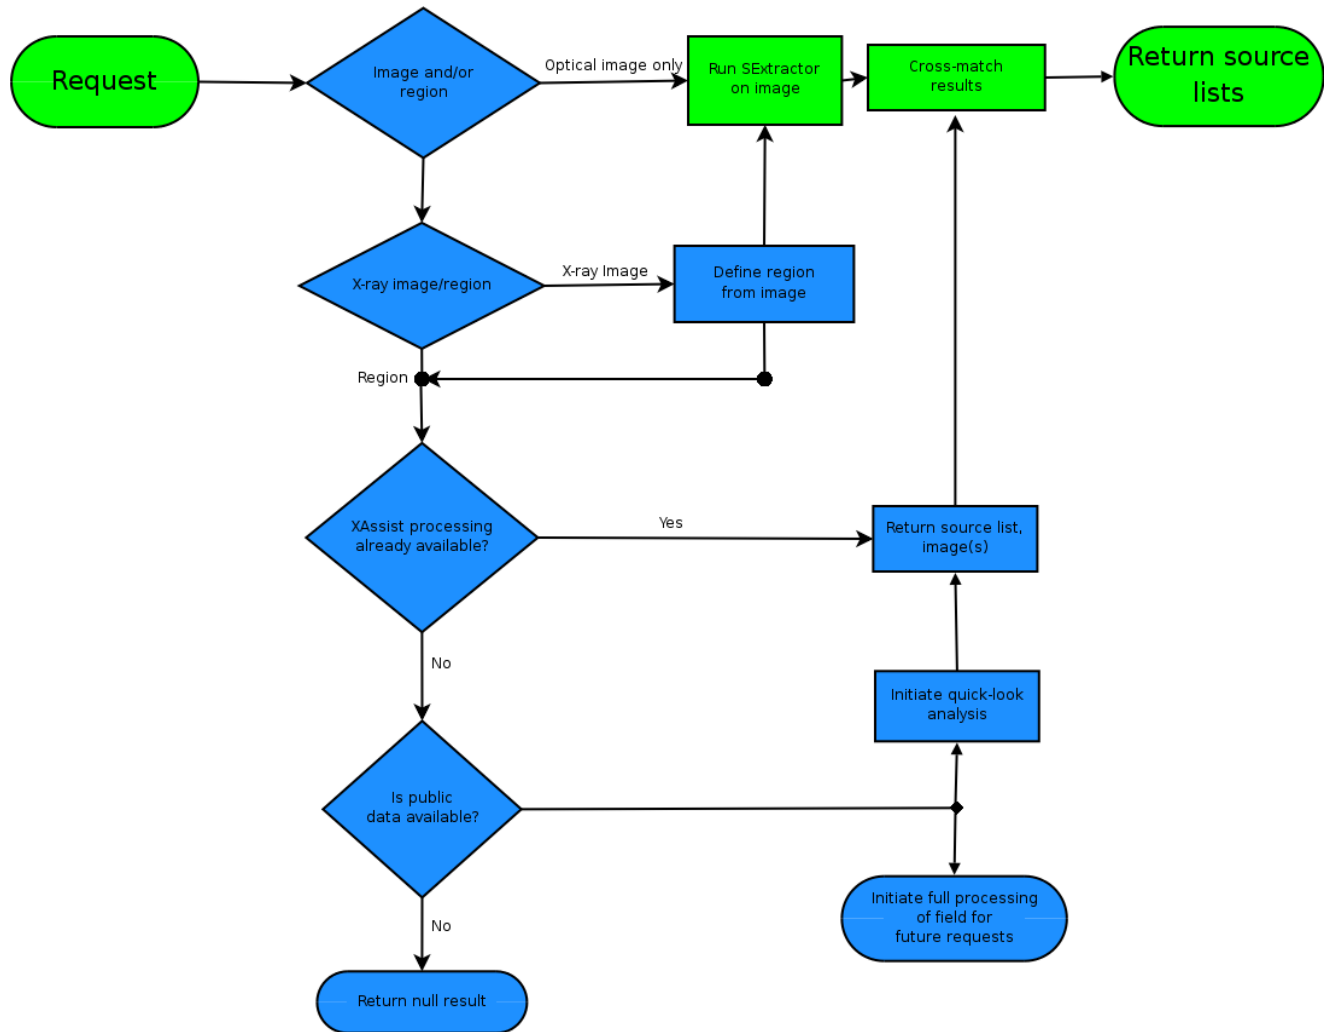 Request
Image and/or
region
Optical image only
Run SExtractor
on image
Cross-match
results
Return source
lists
X-ray image/region
X-ray Image
Define region
from image
Region
XAssist processing
already available?
Yes
Return source list,
image(s)
No
Initiate quick-look
analysis
Is public
data available?
Initiate full processing
of field for
future requests
No
Return null result